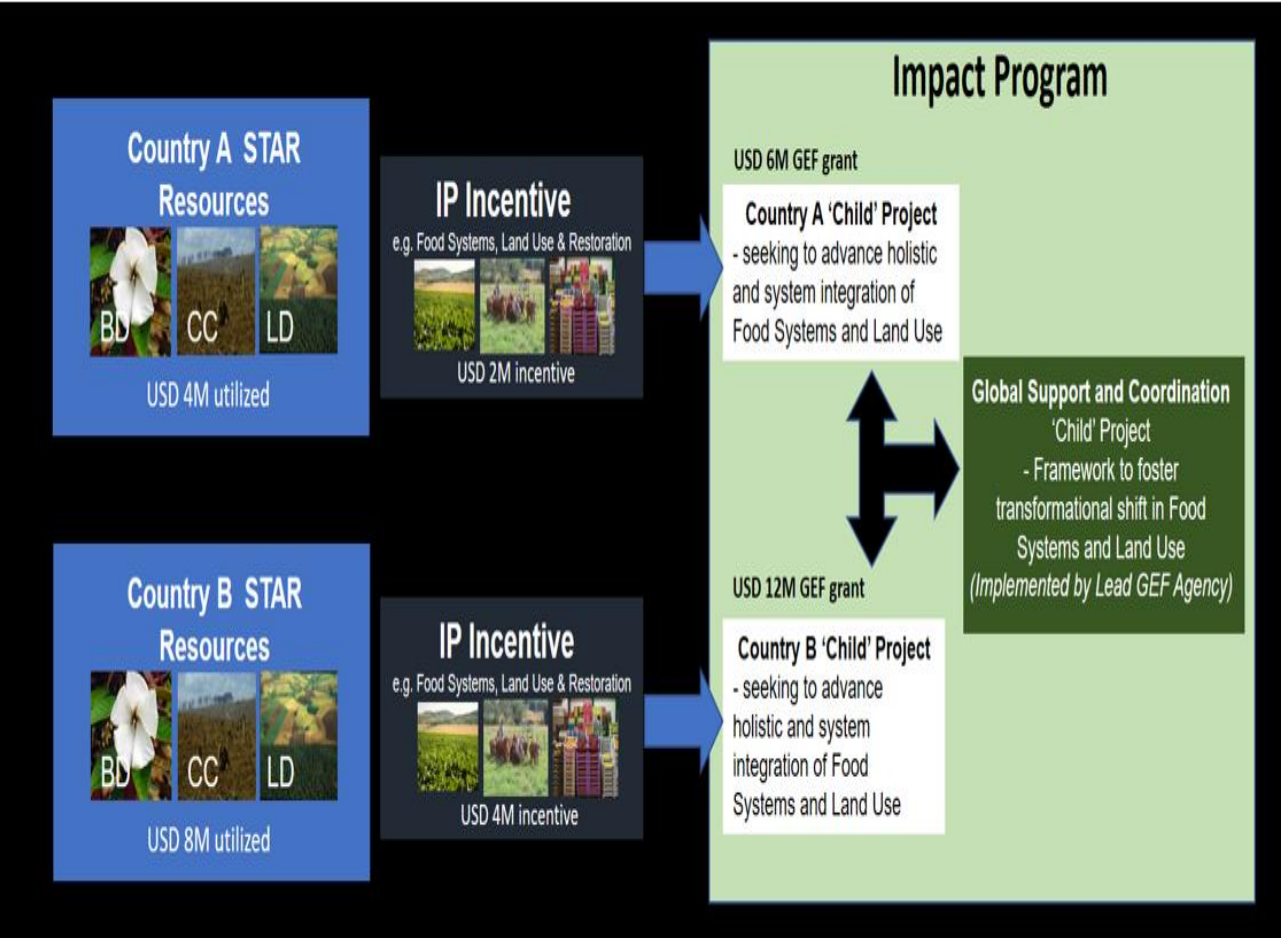 Country A STAR
Resources
BD
CC
LD
USD 4M utilized
IP Incentive
e.g. Food Systems, Land Use & Restoration
USD 2M incentive
Impact Program
USD 6M GEF grant
Country A 'Child' Project
- seeking to advance holistic
and system integration of
Food Systems and Land Use
Global Support and Coordination
'Child' Project
- Framework to foster
transformational shift in Food
Systems and Land Use
(Implemented by Lead GEF Agency)
Country B STAR
Resources
BD
CC
LD
USD 8M utilized
IP Incentive
e.g. Food Systems, Land Use & Restoration
USD 4M incentive
USD 12M GEF grant
Country B 'Child' Project
- seeking to advance
holistic and system
integration of Food
Systems and Land Use